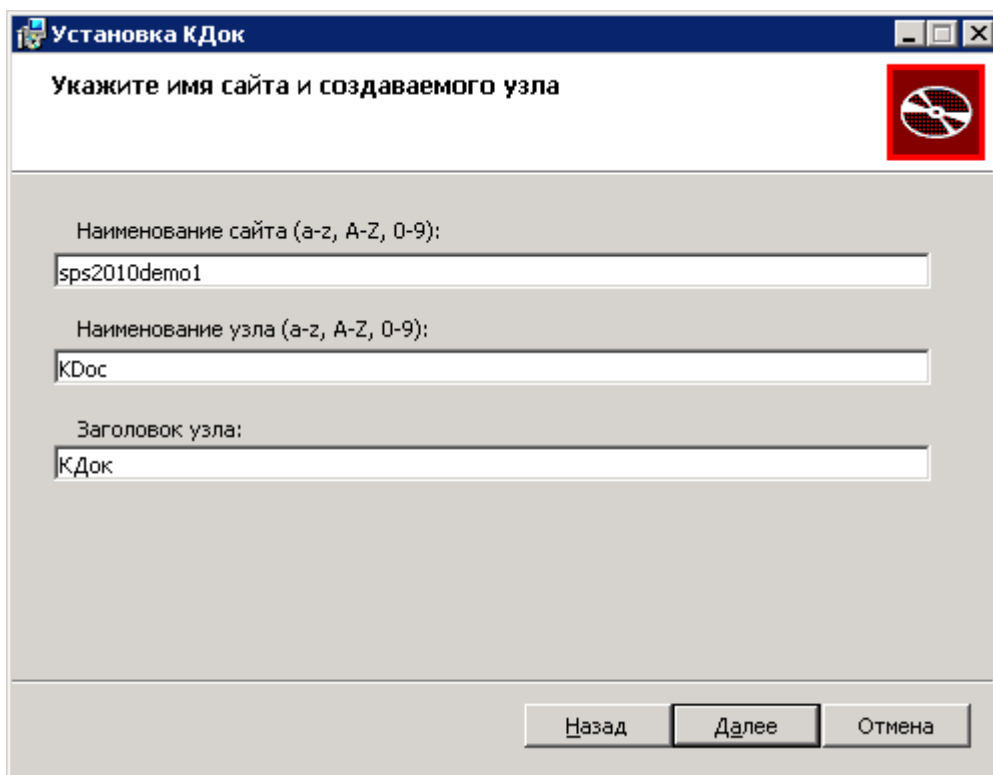 Установка КДок
Укажите имя сайта и создаваемого узла
Наименование сайта (a-z, A-Z, 0-9):
sps2010demo1
Наименование узла (a-z, A-Z, 0-9):
KDoc
Заголовок узла:
КДок
Назад Далее Отмена